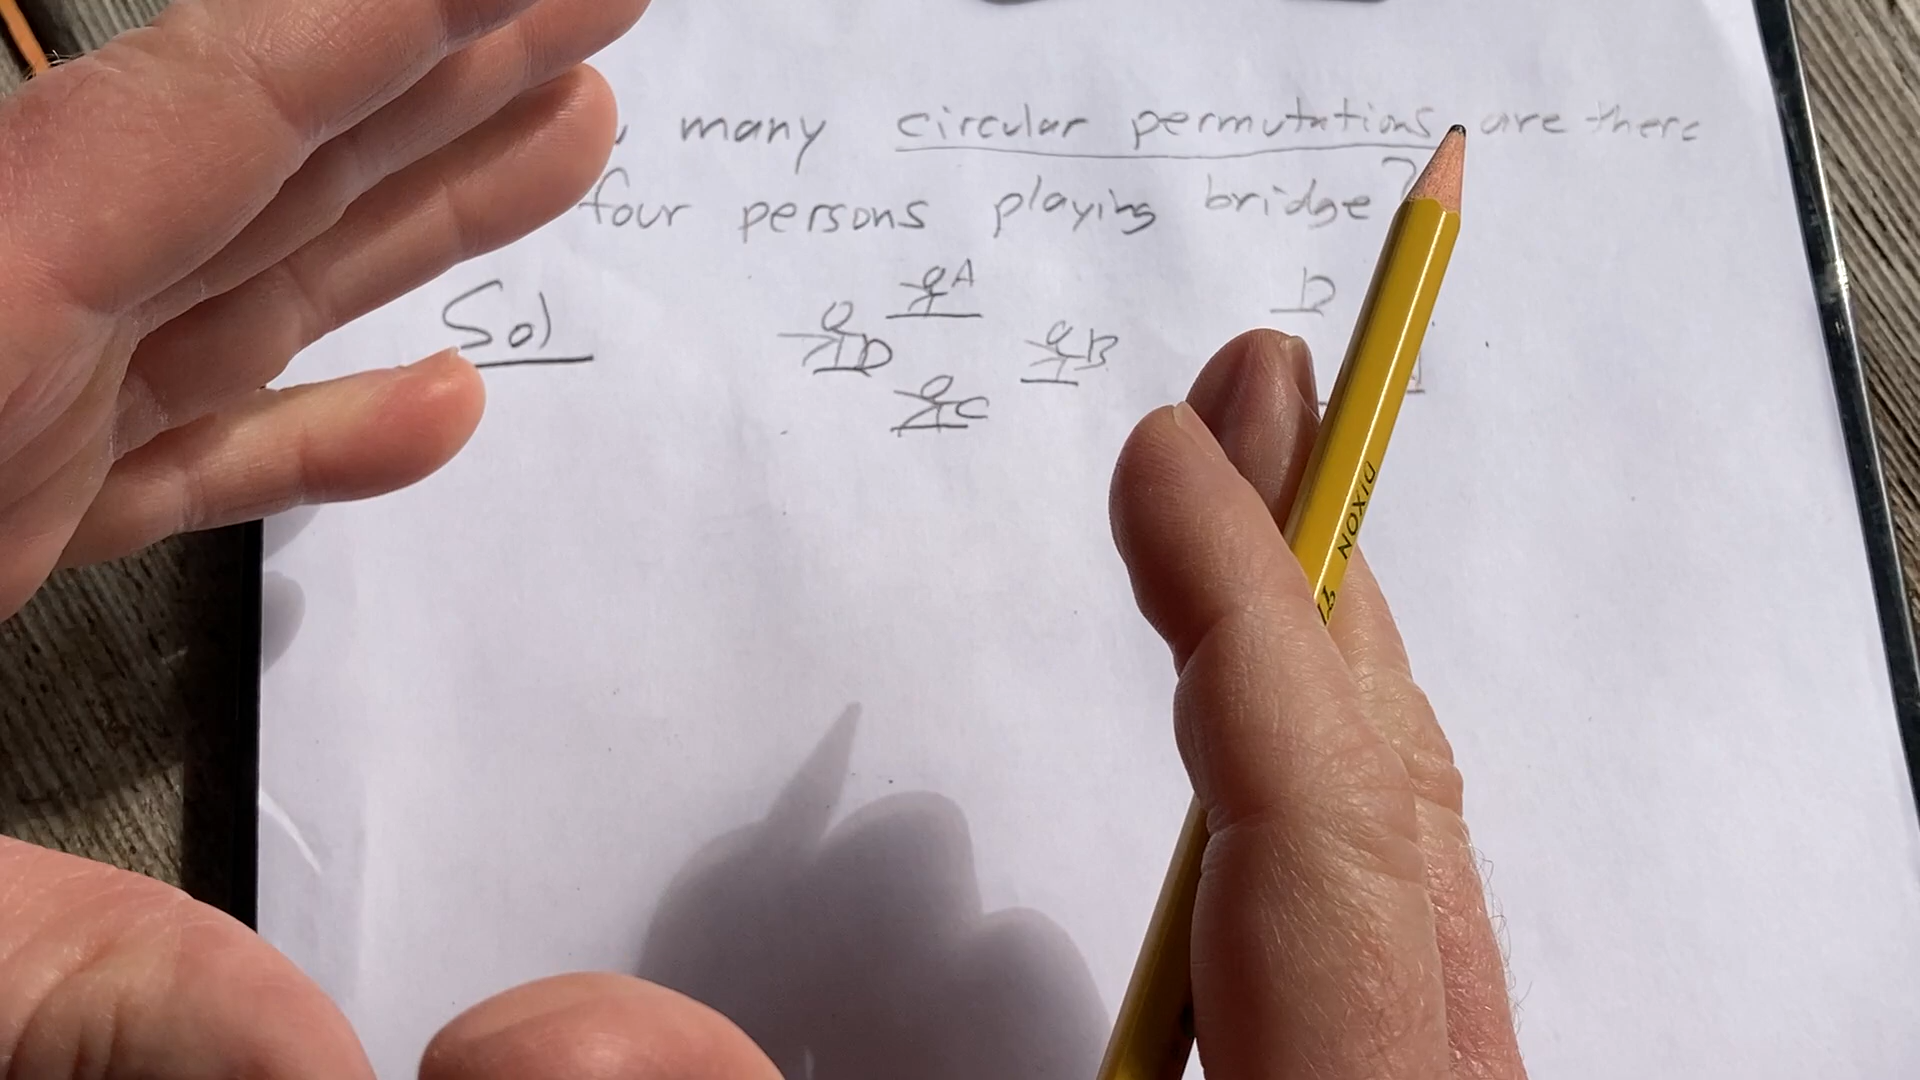 many circular permutations are there
four persons playing bridge?
Sol
A
D
B
C
D
DIXON